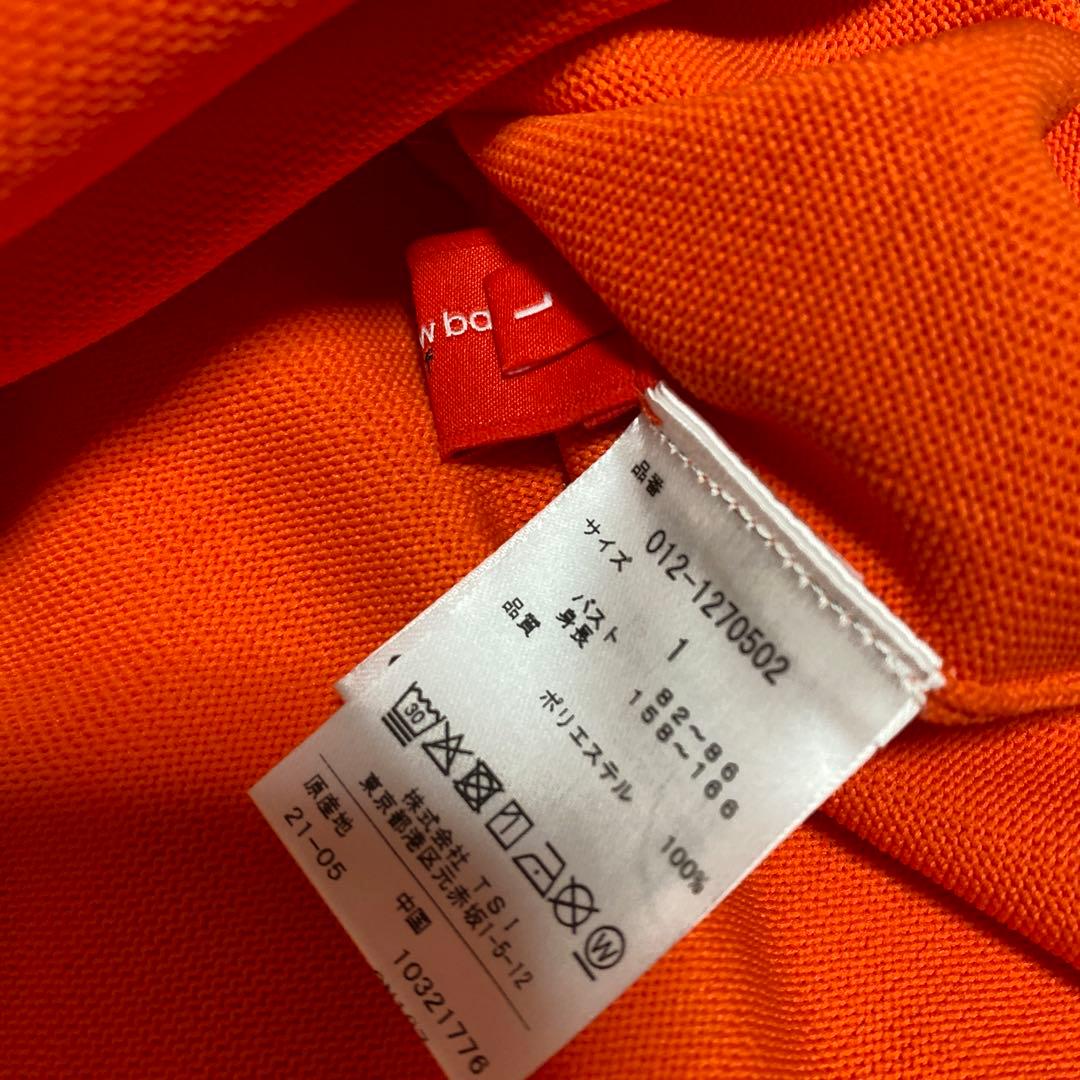 w ba
品番
012-1270502
サイズ 1
バスト 82~86
身長 158~166
品質
ポリエステル 100%
30
W
株式会社 TSI
東京都港区元赤坂1-5-12
原産地 中国
21-05 10321776